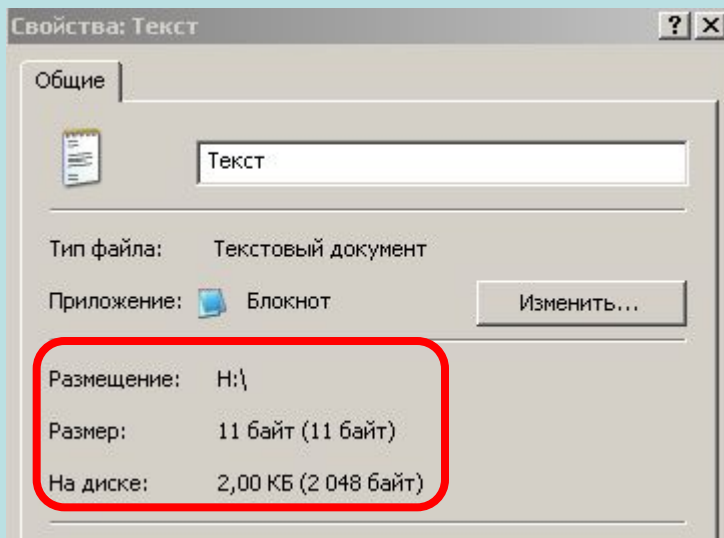 Свойства: Текст
Общие
Текст
Тип файла: Текстовый документ
Приложение: Блокнот Изменить...
Размещение: H:\
Размер: 11 байт (11 байт)
На диске: 2,00 КБ (2 048 байт)